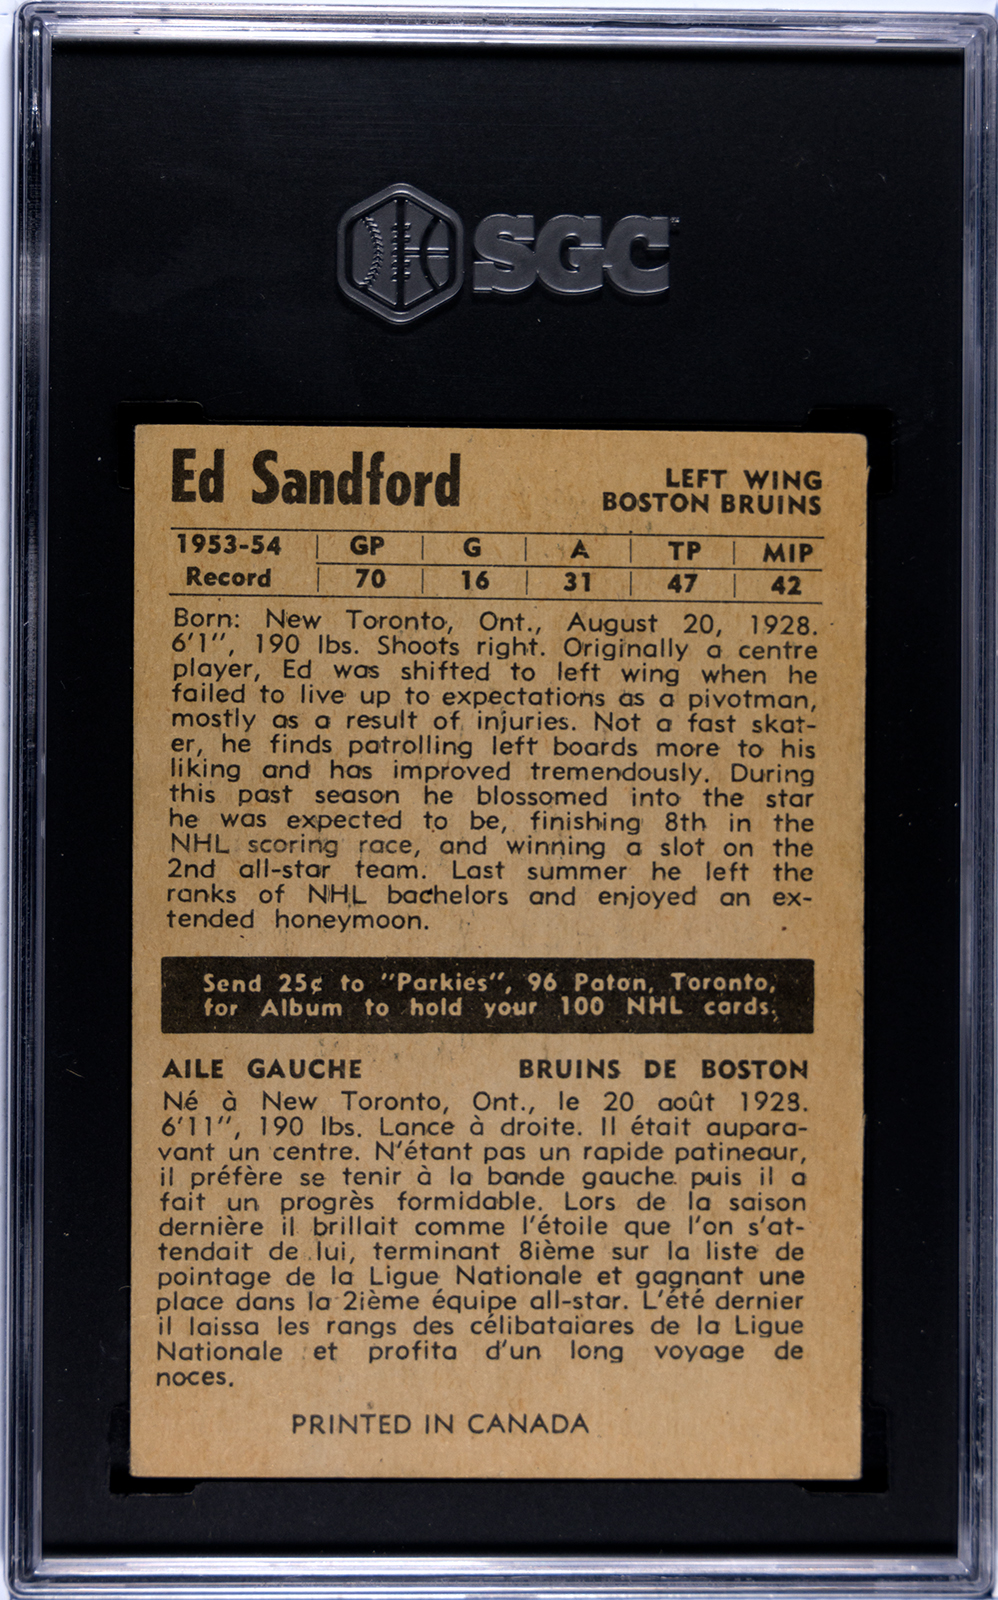 SGC
Ed Sandford
LEFT WING
BOSTON BRUINS
1953-54 | GP | G | A | TP | MIP
Record | 70 | 16 | 31 | 47 | 42
Born: New Toronto, Ont., August 20, 1928.
6'1", 190 lbs. Shoots right. Originally a centre
player, Ed was shifted to left wing when he
failed to live up to expectations as a pivotman,
mostly as a result of injuries. Not a fast skat-
er, he finds patrolling left boards more to his
liking and has improved tremendously. During
this past season he blossomed into the star
he was expected to be, finishing 8th in the
NHL scoring race, and winning a slot on the
2nd all-star team. Last summer he left the
ranks of NHL bachelors and enjoyed an ex-
tended honeymoon.
Send 25¢ to "Parkies", 96 Paton, Toronto,
for Album to hold your 100 NHL cards.
AILE GAUCHE BRUINS DE BOSTON
Né à New Toronto, Ont., le 20 août 1928.
6'11", 190 lbs. Lance à droite. Il était aupara-
vant un centre. N'étant pas un rapide patineaur,
il préfère se tenir à la bande gauche puis il a
fait un progrès formidable. Lors de la saison
dernière il brillait comme l'étoile que l'on s'at-
tendait de lui, terminant 8ième sur la liste de
pointage de la Ligue Nationale et gagnant une
place dans la 2ième équipe all-star. L'été dernier
il laissa les rangs des célibataiares de la Ligue
Nationale et profita d'un long voyage de
noces.
PRINTED IN CANADA